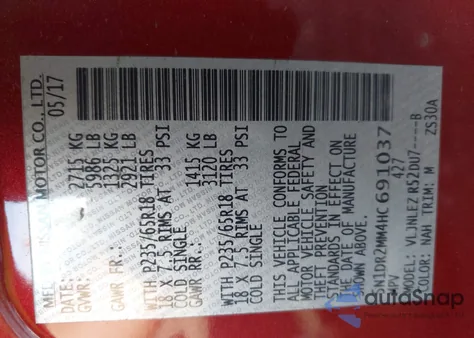 MFL MOTOR CO., LTD.
DATE: 05/17
GVWR: 2715 KG
5986 LB
GAWR FR.: 1325 KG
2921 LB
WITH P235/65R18 TIRES
18 X 7.5 RIMS AT 33 PSI
COLD SINGLE
GAWR RR.: 1415 KG
3120 LB
WITH P235/65R18 TIRES
18 X 7.5 RIMS AT 33 PSI
COLD SINGLE
THIS VEHICLE CONFORMS TO
ALL APPLICABLE FEDERAL
MOTOR VEHICLE SAFETY AND
THEFT PREVENTION
STANDARDS IN EFFECT ON
THE DATE OF MANUFACTURE
SHOWN ABOVE.
5N1DR2MM4HC691037
MPV 427
MODEL: VLJNLEZ R52DU7----B
COLOR: NAH TRIM: M ZS30A
autoSnap